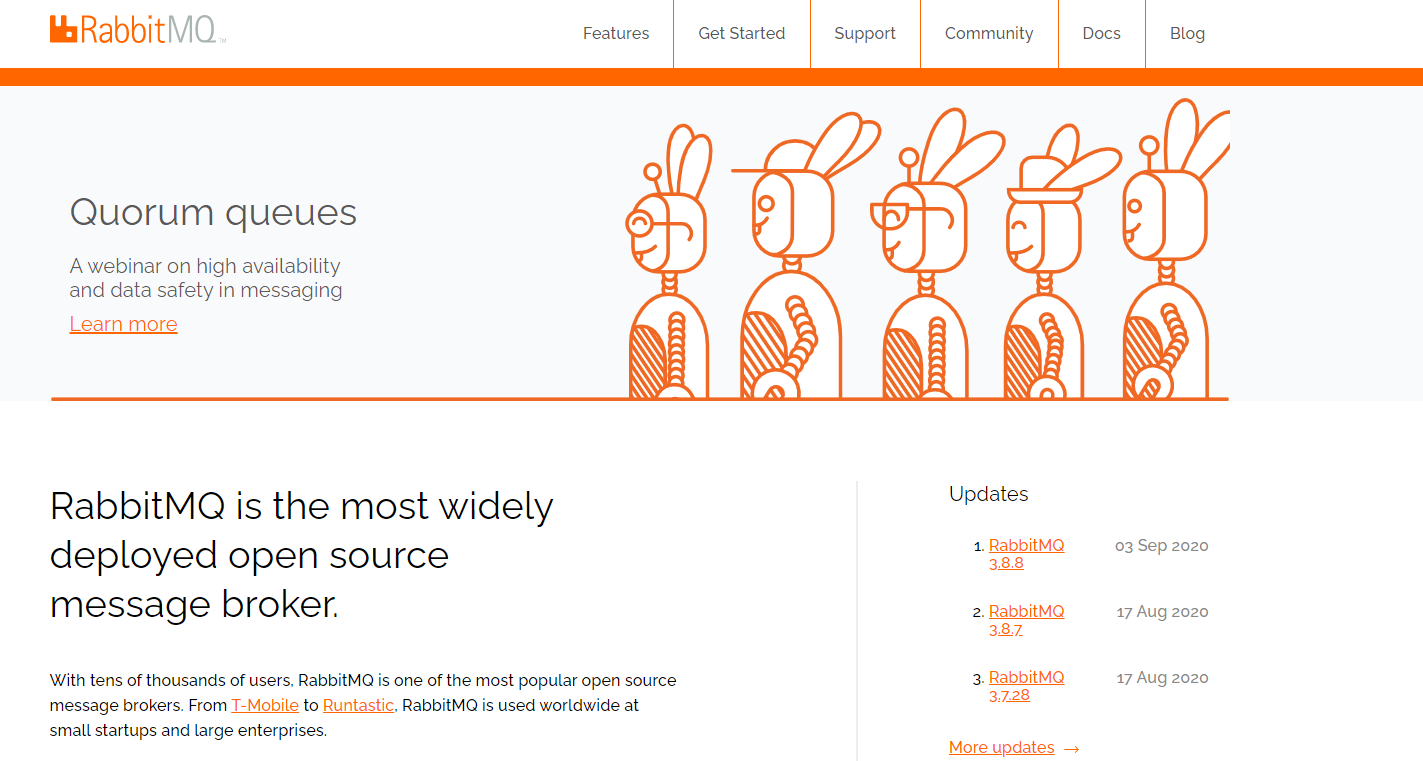 RabbitMQ
TM
Features
Get Started
Support
Community
Docs
Blog
Quorum queues
A webinar on high availability
and data safety in messaging
Learn more
RabbitMQ is the most widely
deployed open source
message broker.
With tens of thousands of users, RabbitMQ is one of the most popular open source
message brokers. From T-Mobile to Runtastic, RabbitMQ is used worldwide at
small startups and large enterprises.
Updates
1. RabbitMQ 03 Sep 2020
3.8.8
2. RabbitMQ 17 Aug 2020
3.8.7
3. RabbitMQ 17 Aug 2020
3.7.28
More updates →